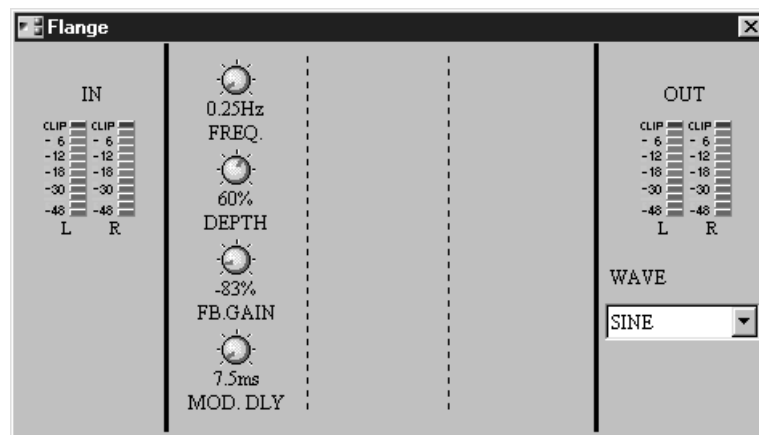 Flange
IN
CLIP CLIP
- 6 - 6
-12 -12
-18 -18
-30 -30
-48 -48
L R
0.25Hz
FREQ.
60%
DEPTH
-83%
FB.GAIN
7.5ms
MOD. DLY
OUT
CLIP CLIP
- 6 - 6
-12 -12
-18 -18
-30 -30
-48 -48
L R
WAVE
SINE